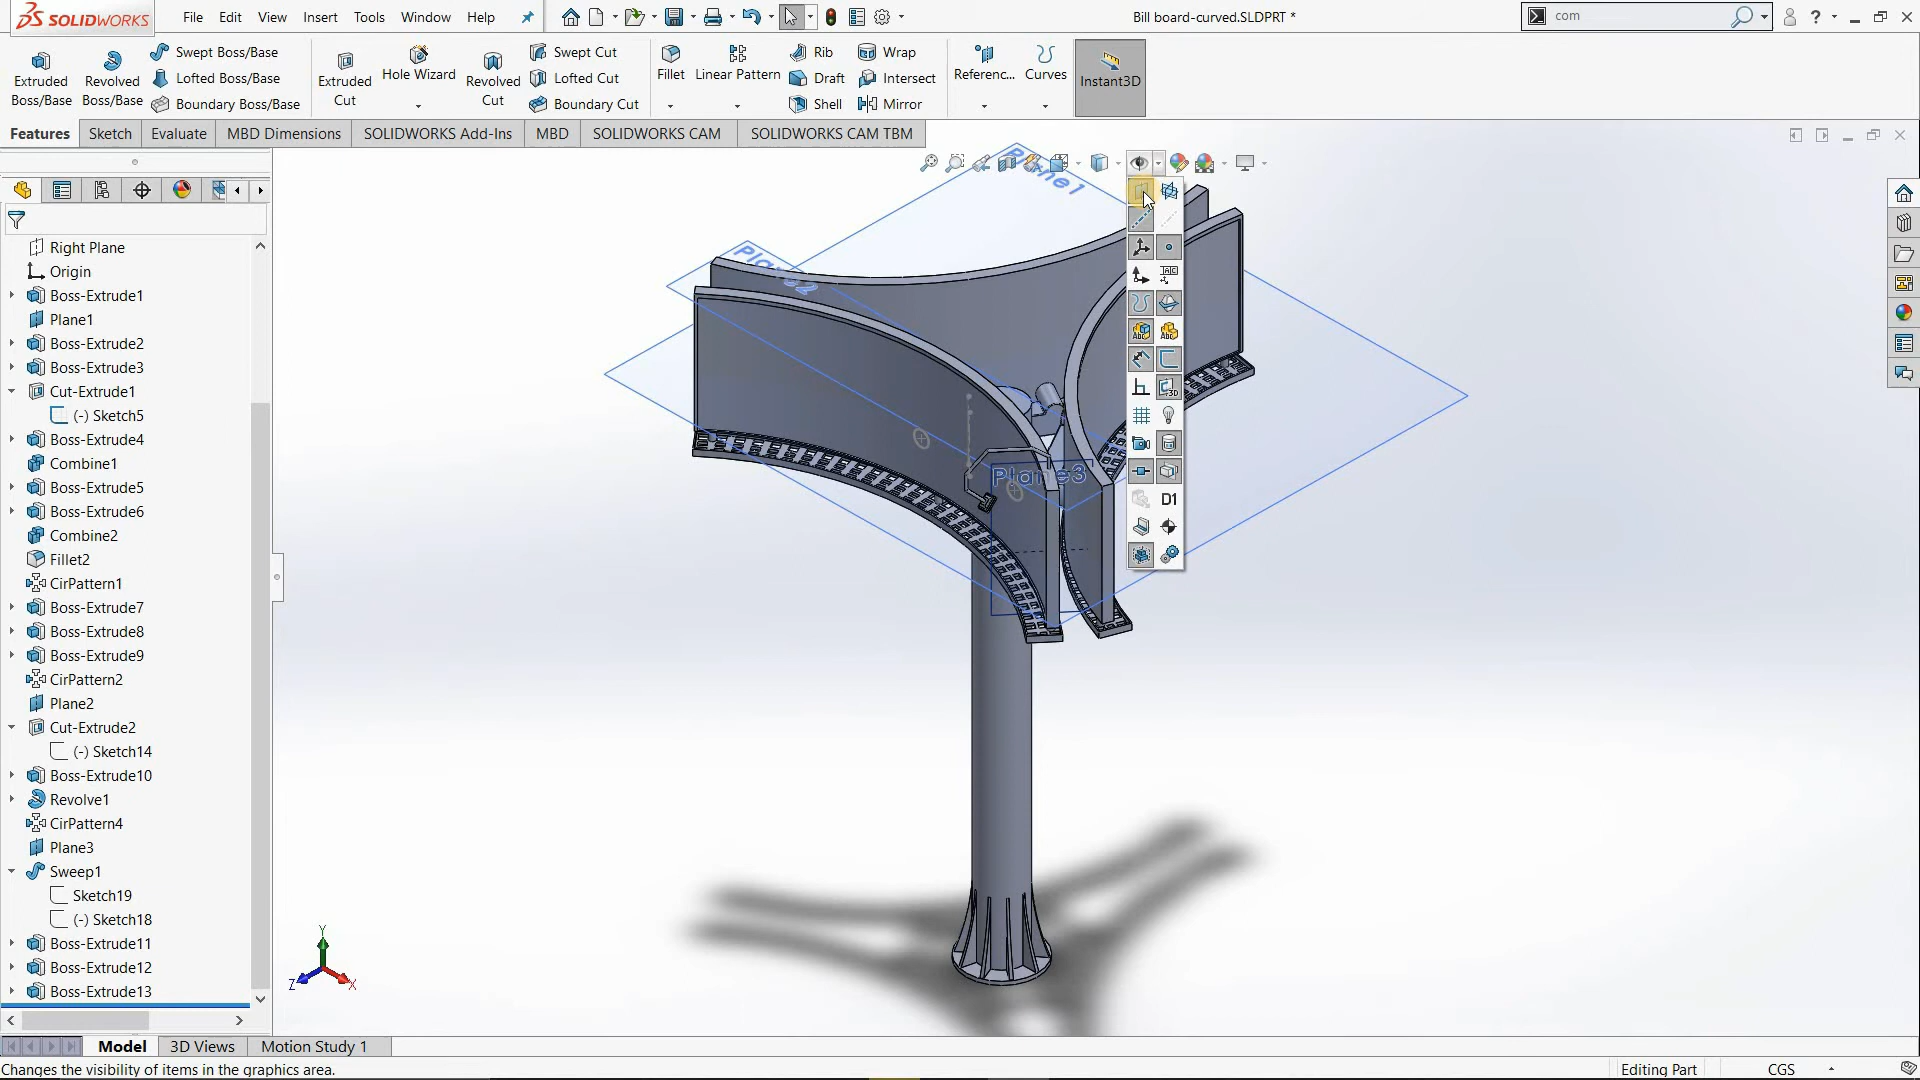 SOLIDWORKS
File Edit View Insert Tools Window Help
Bill board-curved.SLDPRT *
com
Extruded Boss/Base
Revolved Boss/Base
Swept Boss/Base
Lofted Boss/Base
Boundary Boss/Base
Extruded Cut
Hole Wizard
Revolved Cut
Swept Cut
Lofted Cut
Boundary Cut
Fillet
Linear Pattern
Rib
Draft
Shell
Wrap
Intersect
Mirror
Referenc...
Curves
Instant3D
Features Sketch Evaluate MBD Dimensions SOLIDWORKS Add-Ins MBD SOLIDWORKS CAM SOLIDWORKS CAM TBM
Right Plane
Origin
Boss-Extrude1
Plane1
Boss-Extrude2
Boss-Extrude3
Cut-Extrude1
(-) Sketch5
Boss-Extrude4
Combine1
Boss-Extrude5
Boss-Extrude6
Combine2
Fillet2
CirPattern1
Boss-Extrude7
Boss-Extrude8
Boss-Extrude9
CirPattern2
Plane2
Cut-Extrude2
(-) Sketch14
Boss-Extrude10
Revolve1
CirPattern4
Plane3
Sweep1
Sketch19
(-) Sketch18
Boss-Extrude11
Boss-Extrude12
Boss-Extrude13
Plane1
Plane2
Plane3
D1
Y
Z
X
Model 3D Views Motion Study 1
Changes the visibility of items in the graphics area.
Editing Part CGS